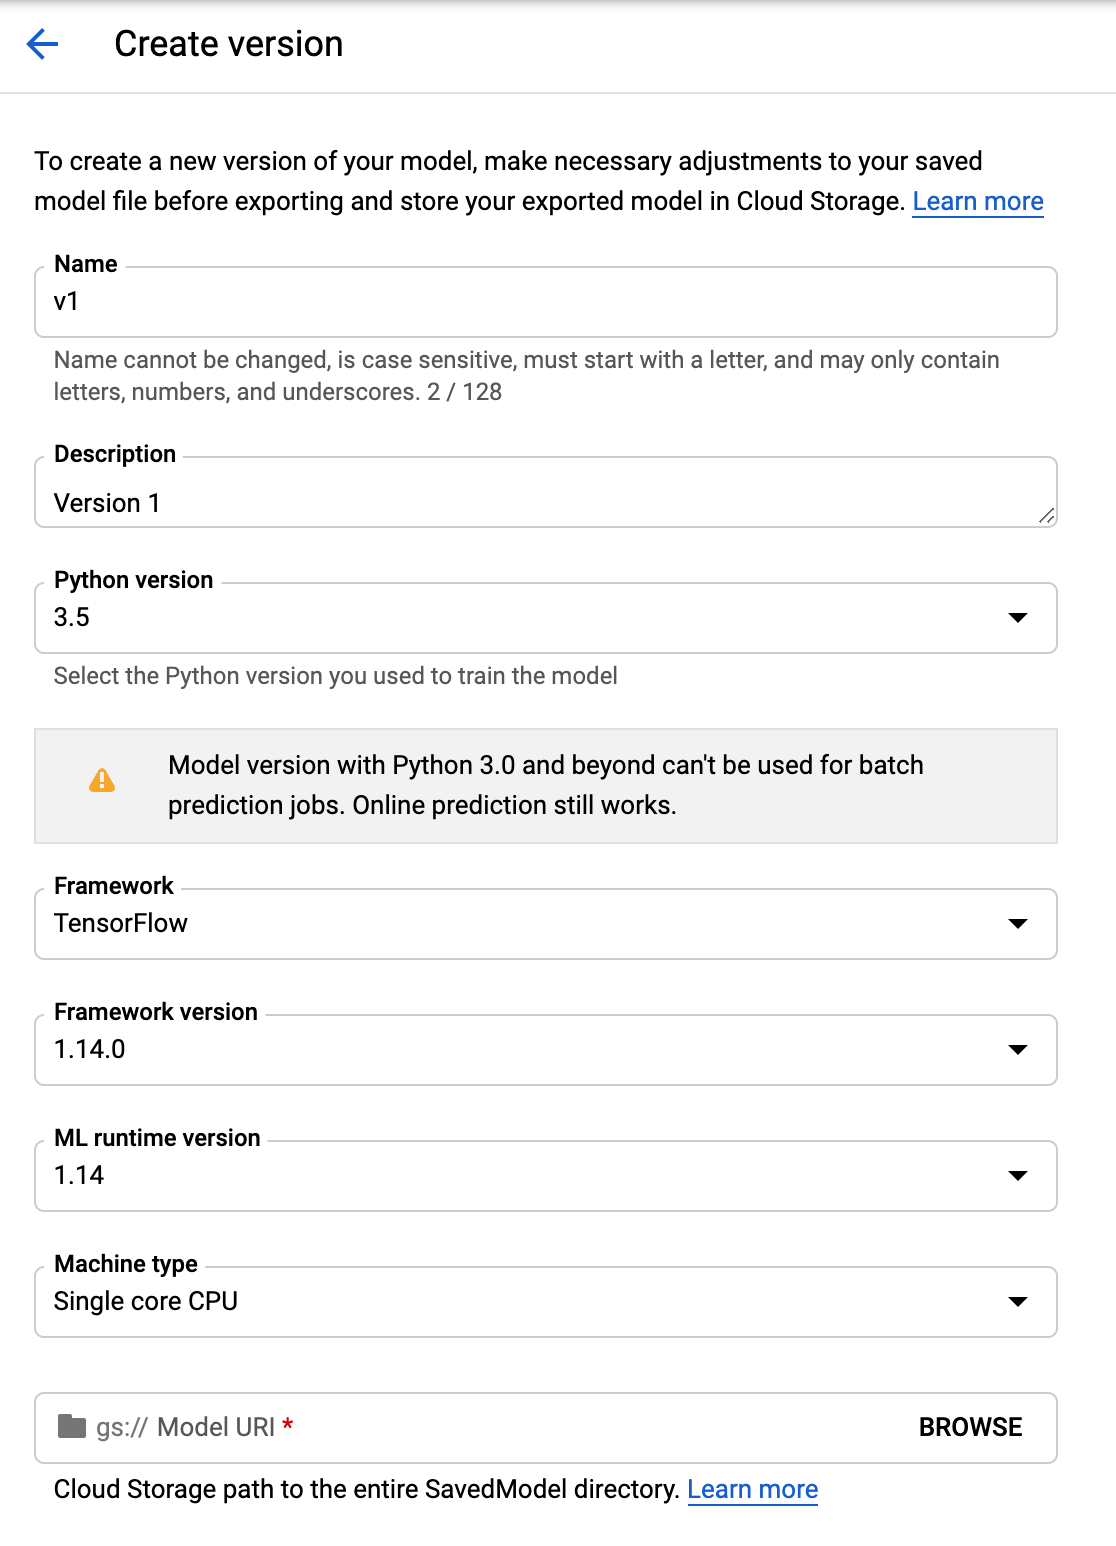 Create version
To create a new version of your model, make necessary adjustments to your saved
model file before exporting and store your exported model in Cloud Storage. Learn more
Name
v1
Name cannot be changed, is case sensitive, must start with a letter, and may only contain
letters, numbers, and underscores. 2 / 128
Description
Version 1
Python version
3.5
Select the Python version you used to train the model
Model version with Python 3.0 and beyond can't be used for batch
prediction jobs. Online prediction still works.
Framework
TensorFlow
Framework version
1.14.0
ML runtime version
1.14
Machine type
Single core CPU
gs:// Model URI * BROWSE
Cloud Storage path to the entire SavedModel directory. Learn more